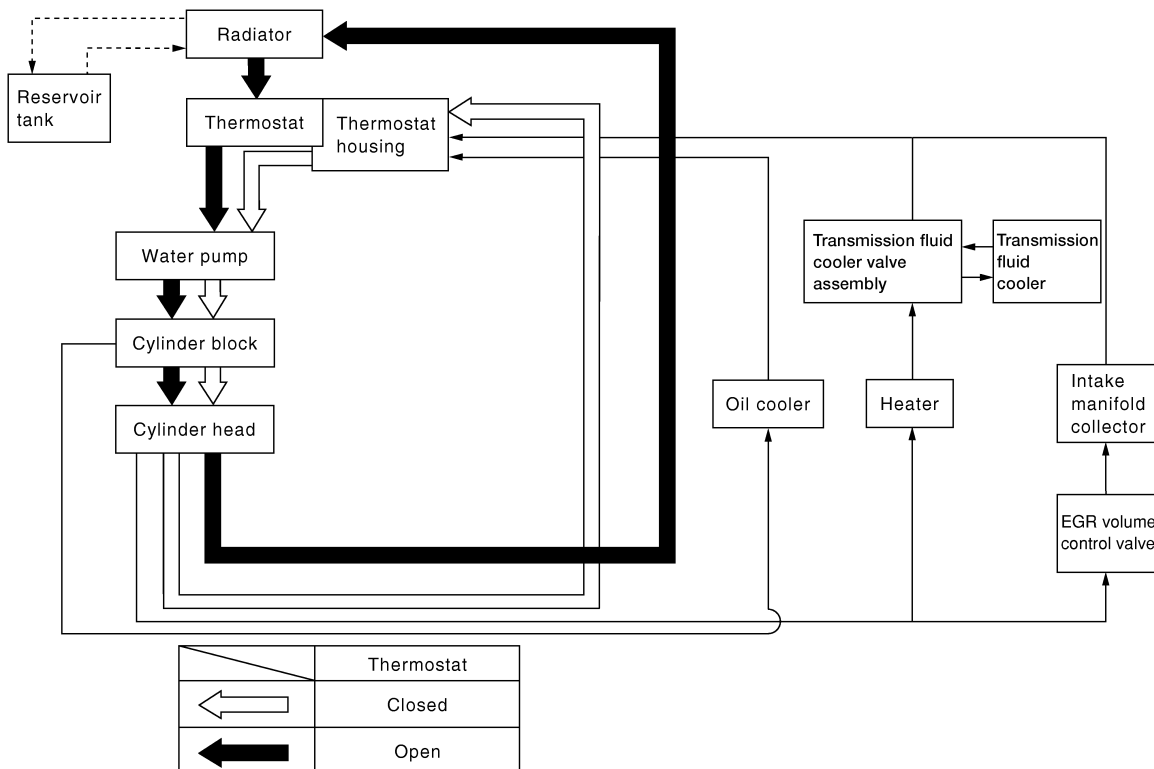 Radiator
Reservoir
tank
Thermostat
Thermostat
housing
Water pump
Transmission fluid
cooler valve
assembly
Transmission
fluid
cooler
Cylinder block
Cylinder head
Oil cooler
Heater
Intake
manifold
collector
EGR volume
control valve
Thermostat
Closed
Open